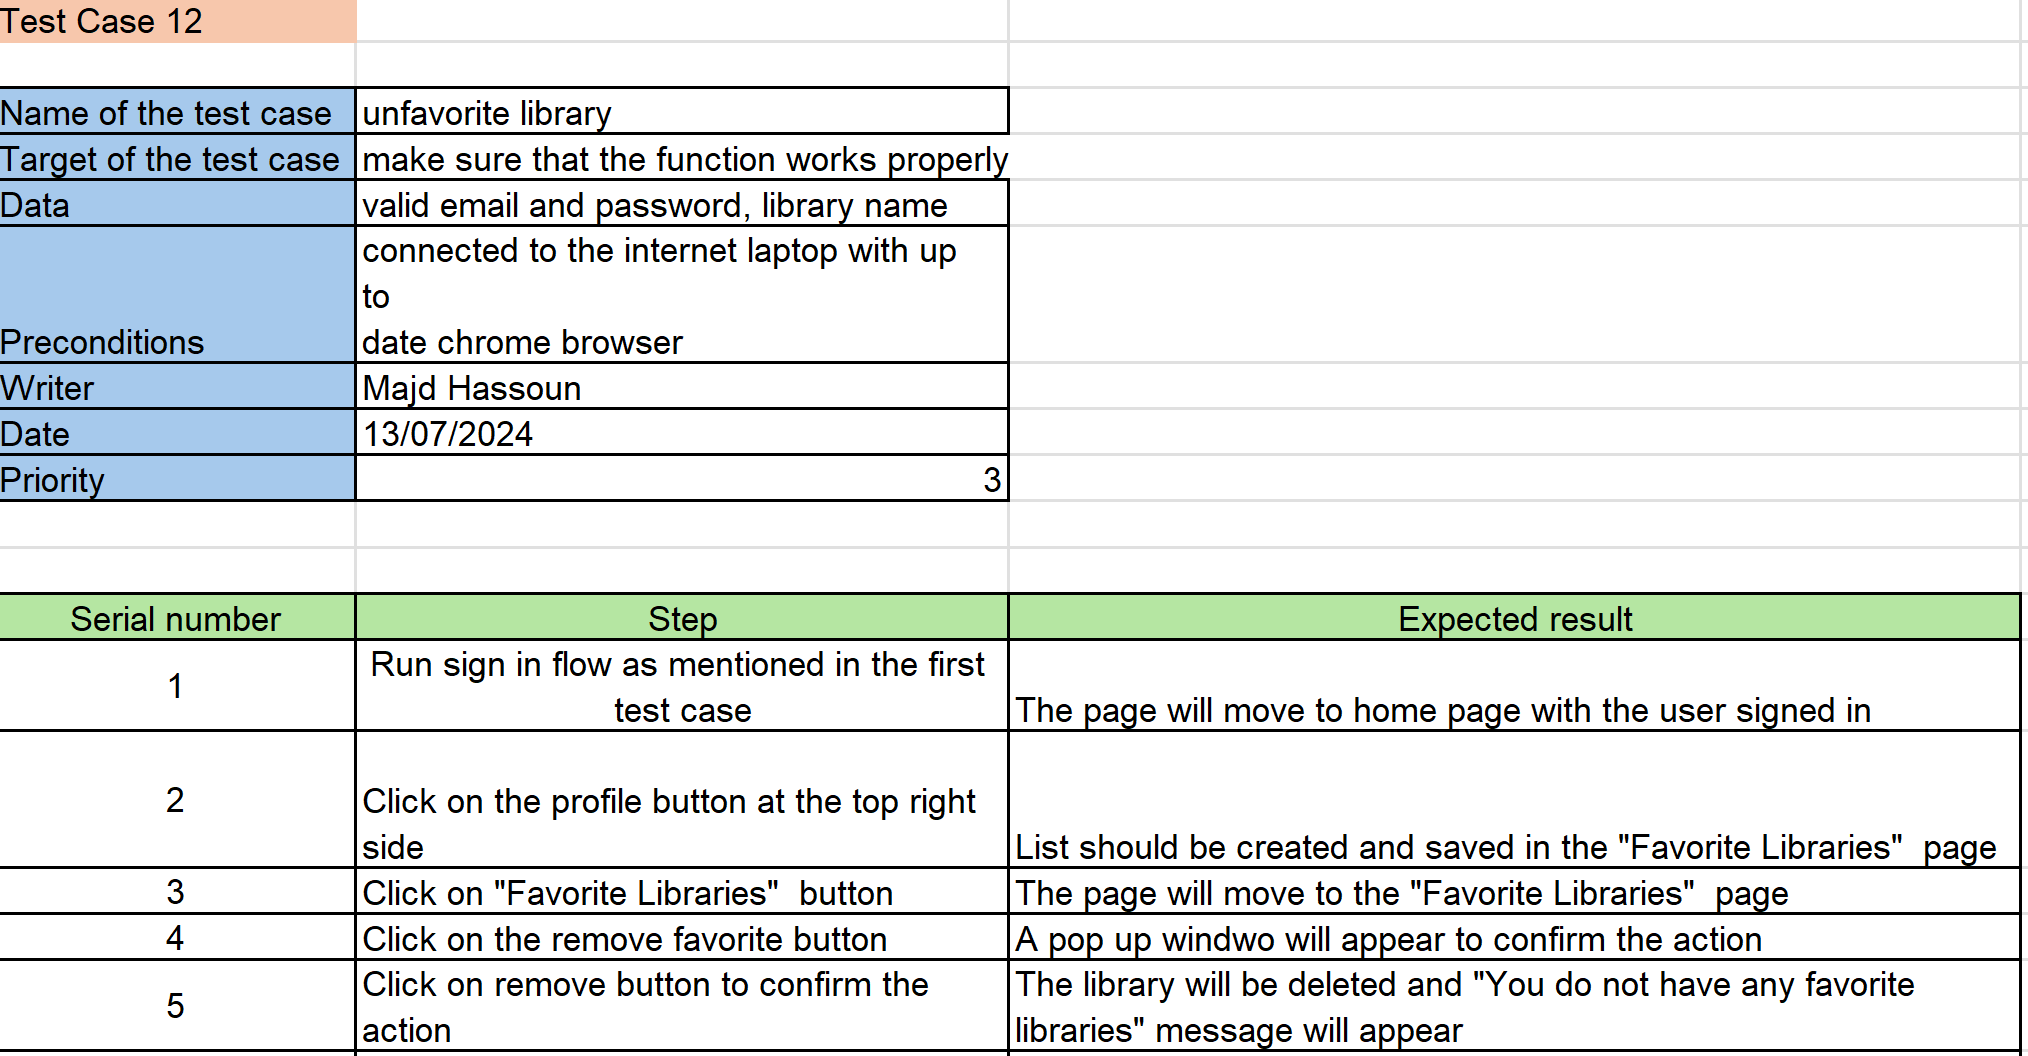 Test Case 12
Name of the test case unfavorite library
Target of the test case make sure that the function works properly
Data valid email and password, library name
connected to the internet laptop with up
to
Preconditions date chrome browser
Writer Majd Hassoun
Date 13/07/2024
Priority 3
Serial number Step Expected result
1 Run sign in flow as mentioned in the first
test case The page will move to home page with the user signed in
2 Click on the profile button at the top right
side List should be created and saved in the "Favorite Libraries"  page
3 Click on "Favorite Libraries"  button The page will move to the "Favorite Libraries"  page
4 Click on the remove favorite button A pop up windwo will appear to confirm the action
5 Click on remove button to confirm the
action The library will be deleted and "You do not have any favorite
libraries" message will appear